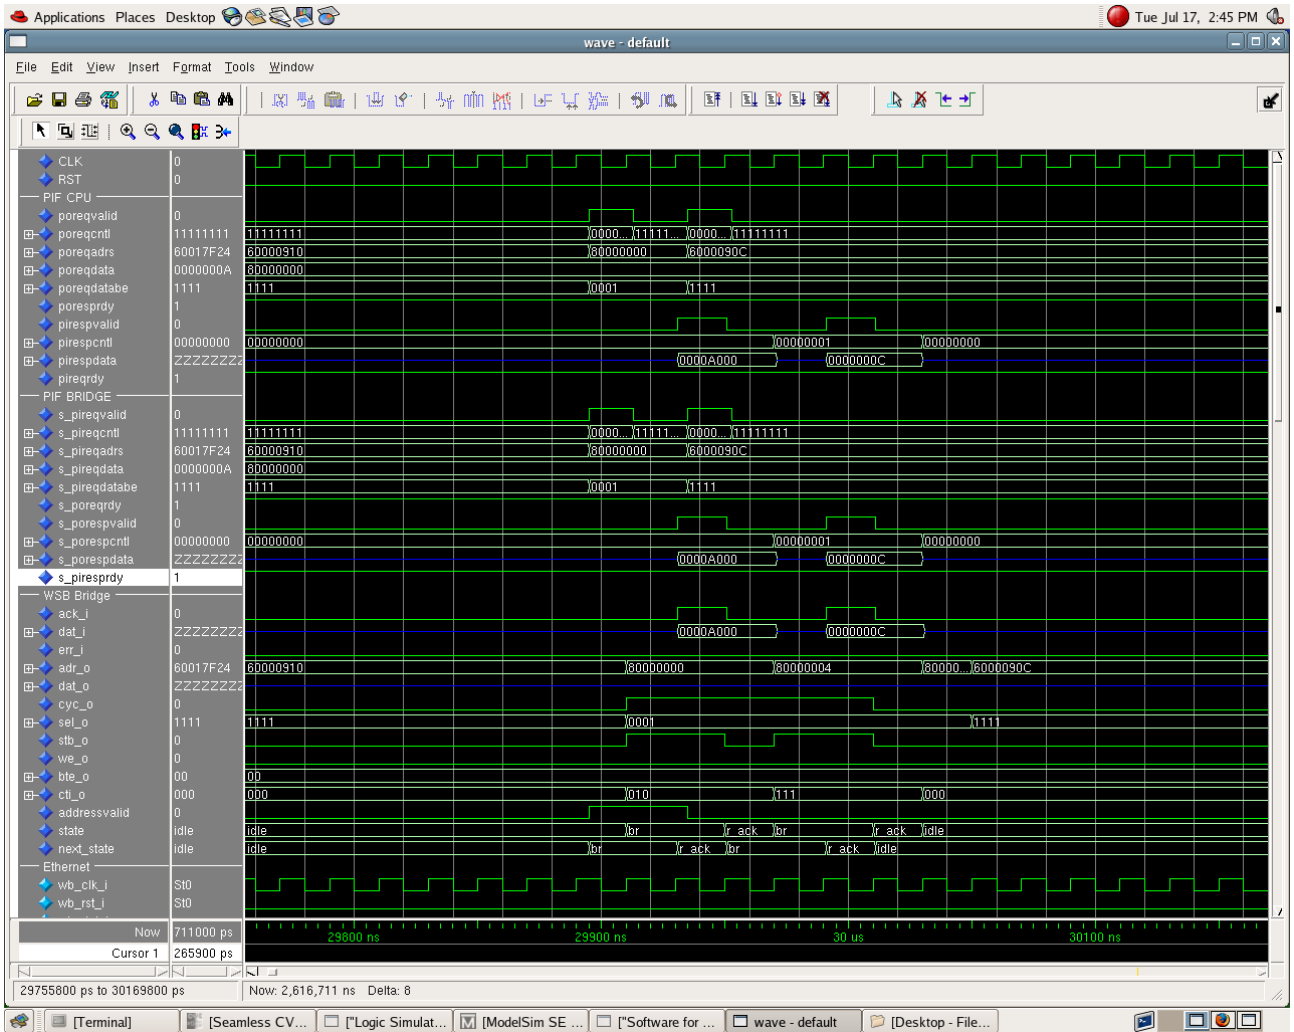 Applications Places Desktop Tue Jul 17, 2:45 PM
wave - default
File Edit View Insert Format Tools Window
CLK 0
RST 0
PIF CPU
poreqvalid 0
poreqcntl 11111111 11111111 0000... 11111... 0000... 11111111
poreqadrs 60017F24 60000910 80000000 6000090C
poreqdata 0000000A 80000000
poreqdatabe 1111 1111 0001 1111
poresprdy 1
pirespvalid 0
pirespcntl 00000000 00000000 00000001 00000000
pirespdata ZZZZZZZZ 0000A000 0000000C
pireqrdy 1
PIF BRIDGE
s_pireqvalid 0
s_pireqcntl 11111111 11111111 0000... 11111... 0000... 11111111
s_pireqadrs 60017F24 60000910 80000000 6000090C
s_pireqdata 0000000A 80000000
s_pireqdatabe 1111 1111 0001 1111
s_poreqrdy 1
s_porespvalid 0
s_porespcntl 00000000 00000000 00000001 00000000
s_porespdata ZZZZZZZZ 0000A000 0000000C
s_piresprdy 1
WSB Bridge
ack_i 0
dat_i ZZZZZZZZ 0000A000 0000000C
err_i 0
adr_o 60017F24 60000910 80000000 80000004 80000... 6000090C
dat_o ZZZZZZZZ
cyc_o 0
sel_o 1111 1111 0001 1111
stb_o 0
we_o 0
bte_o 00 00
cti_o 000 000 010 111 000
addressvalid 0
state idle idle br r_ack br r_ack idle
next_state idle idle br r_ack br r_ack idle
Ethernet
wb_clk_i St0
wb_rst_i St0
Now 711000 ps 29800 ns 29900 ns 30 us 30100 ns
Cursor 1 265900 ps
29755800 ps to 30169800 ps Now: 2,616,711 ns Delta: 8
[Terminal] [Seamless CV... ["Logic Simulat... [ModelSim SE ... ["Software for ... wave - default [Desktop - File...